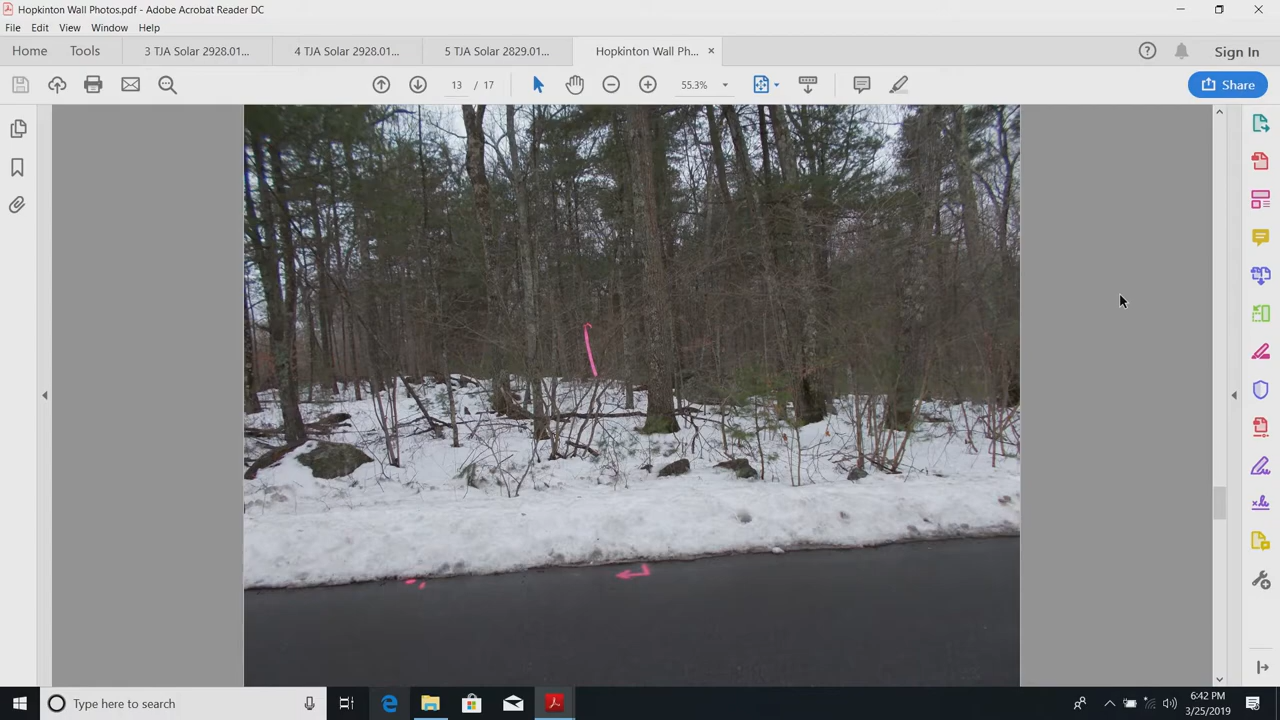 Hopkinton Wall Photos.pdf - Adobe Acrobat Reader DC
File Edit View Window Help
Home Tools 3 TJA Solar 2928.01... 4 TJA Solar 2928.01... 5 TJA Solar 2829.01... Hopkinton Wall Ph... × Sign In
13 / 17 55.3% Share
Type here to search
6:42 PM
3/25/2019